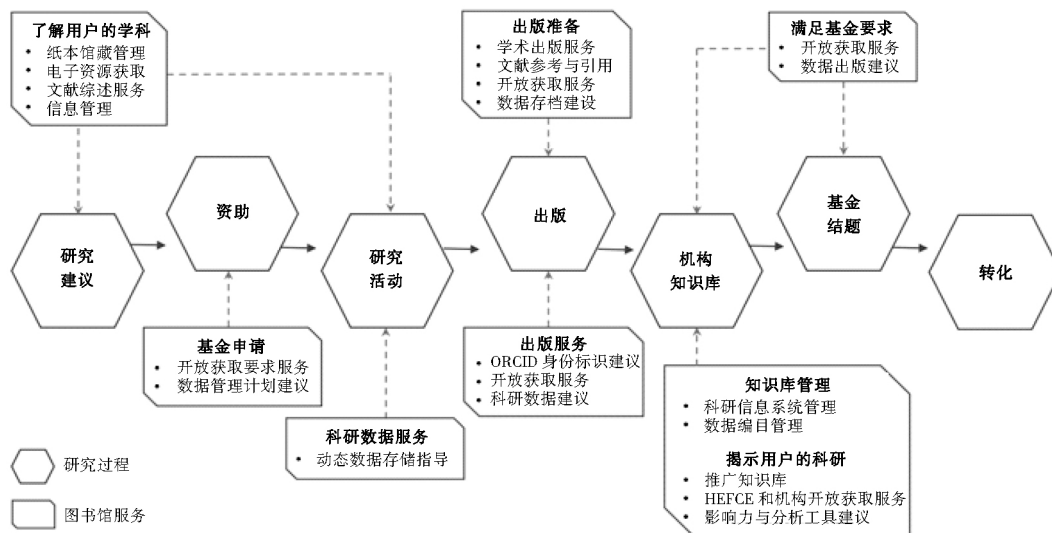 了解用户的学科
• 纸本馆藏管理
• 电子资源获取
• 文献综述服务
• 信息管理
出版准备
• 学术出版服务
• 文献参考与引用
• 开放获取服务
• 数据存档建设
满足基金要求
• 开放获取服务
• 数据出版建议
研究
建议
资助
研究
活动
出版
机构
知识库
基金
结题
转化
基金申请
• 开放获取要求服务
• 数据管理计划建议
科研数据服务
• 动态数据存储指导
出版服务
• ORCID 身份标识建议
• 开放获取服务
• 科研数据建议
知识库管理
• 科研信息系统管理
• 数据编目管理
揭示用户的科研
• 推广知识库
• HEFCE 和机构开放获取服务
• 影响力与分析工具建议
研究过程
图书馆服务